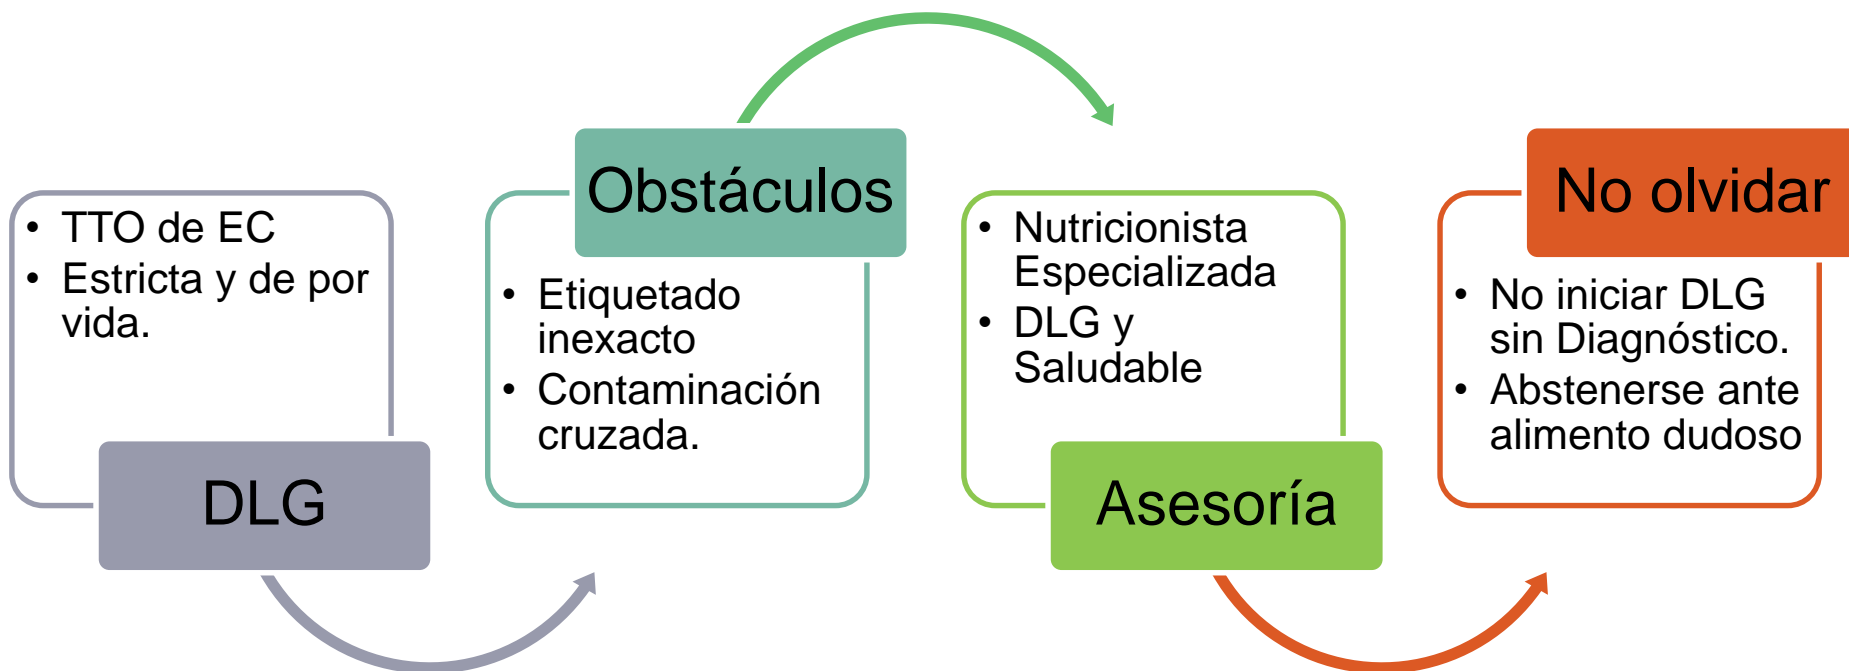 • TTO de EC
• Estricta y de por
vida.
DLG
Obstáculos
• Etiquetado
inexacto
• Contaminación
cruzada.
• Nutricionista
Especializada
• DLG y
Saludable
Asesoría
No olvidar
• No iniciar DLG
sin Diagnóstico.
• Abstenerse ante
alimento dudoso